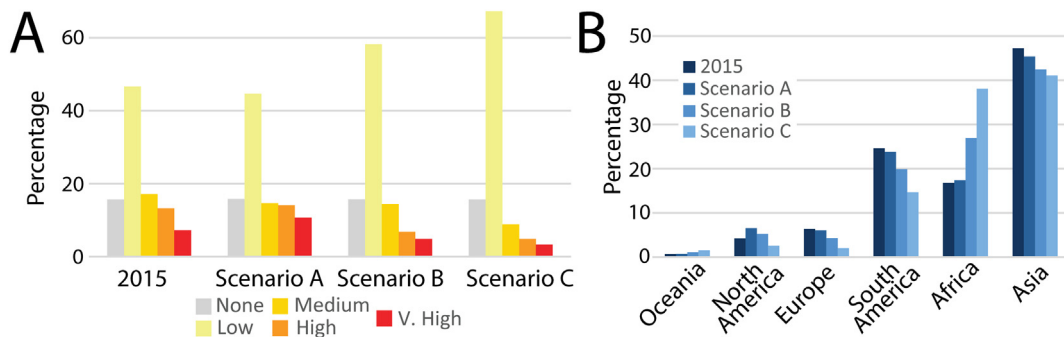 A
Percentage
60
40
20
0
2015
Scenario A
Scenario B
Scenario C
None
Medium
V. High
Low
High
B
Percentage
50
40
30
20
10
0
2015
Scenario A
Scenario B
Scenario C
Oceania
North
America
Europe
South
America
Africa
Asia